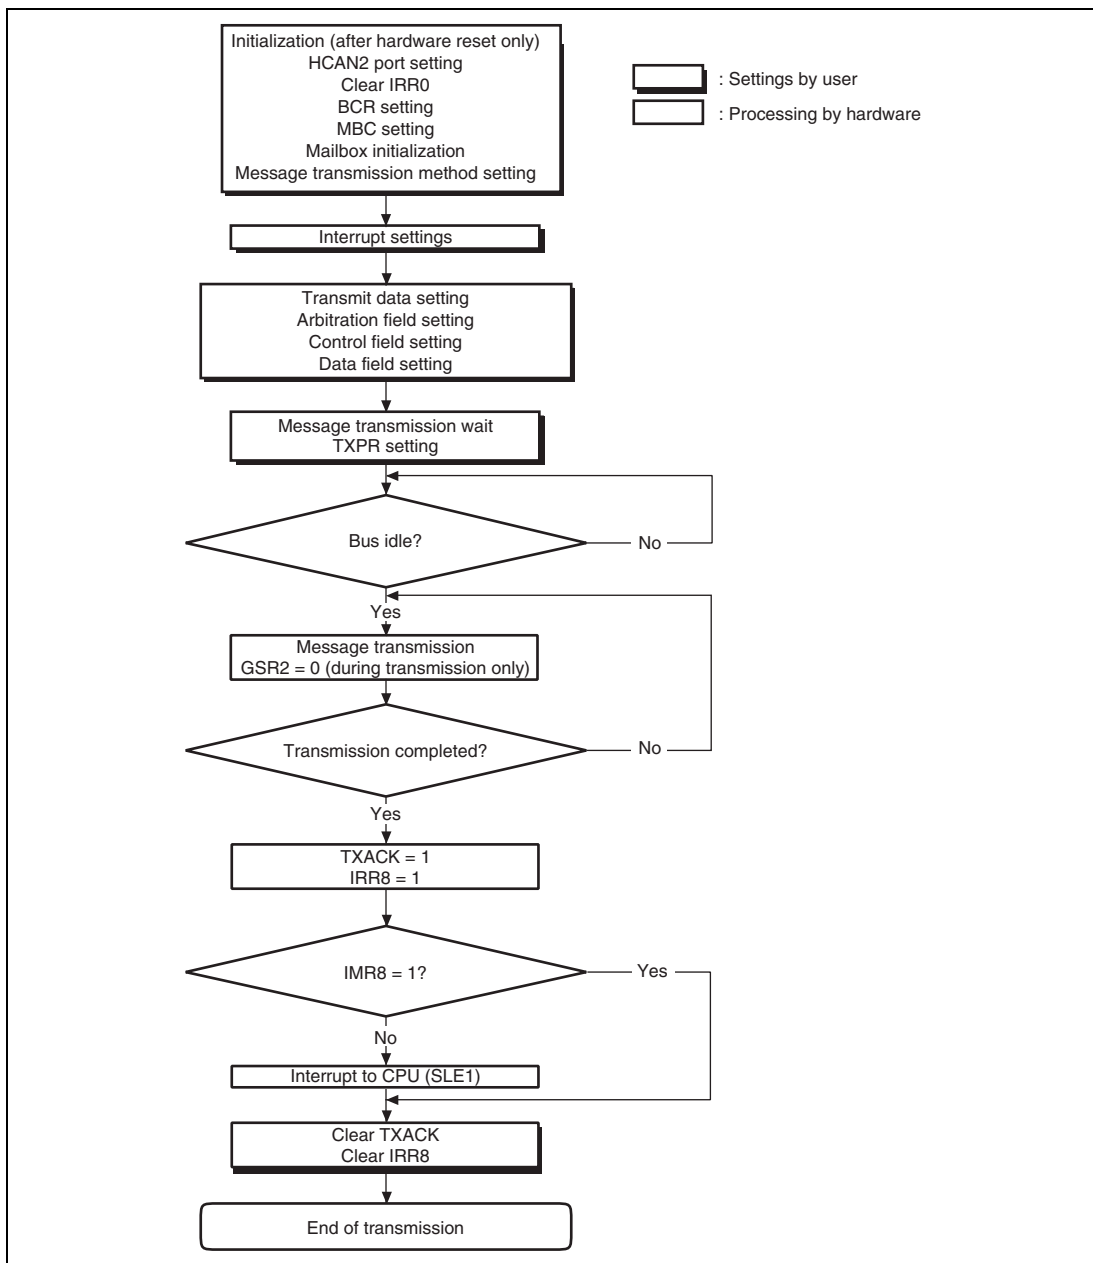 Initialization (after hardware reset only)
HCAN2 port setting
Clear IRR0
BCR setting
MBC setting
Mailbox initialization
Message transmission method setting
: Settings by user
: Processing by hardware
Interrupt settings
Transmit data setting
Arbitration field setting
Control field setting
Data field setting
Message transmission wait
TXPR setting
Bus idle?
No
Yes
Message transmission
GSR2 = 0 (during transmission only)
Transmission completed?
No
Yes
TXACK = 1
IRR8 = 1
IMR8 = 1?
Yes
No
Interrupt to CPU (SLE1)
Clear TXACK
Clear IRR8
End of transmission